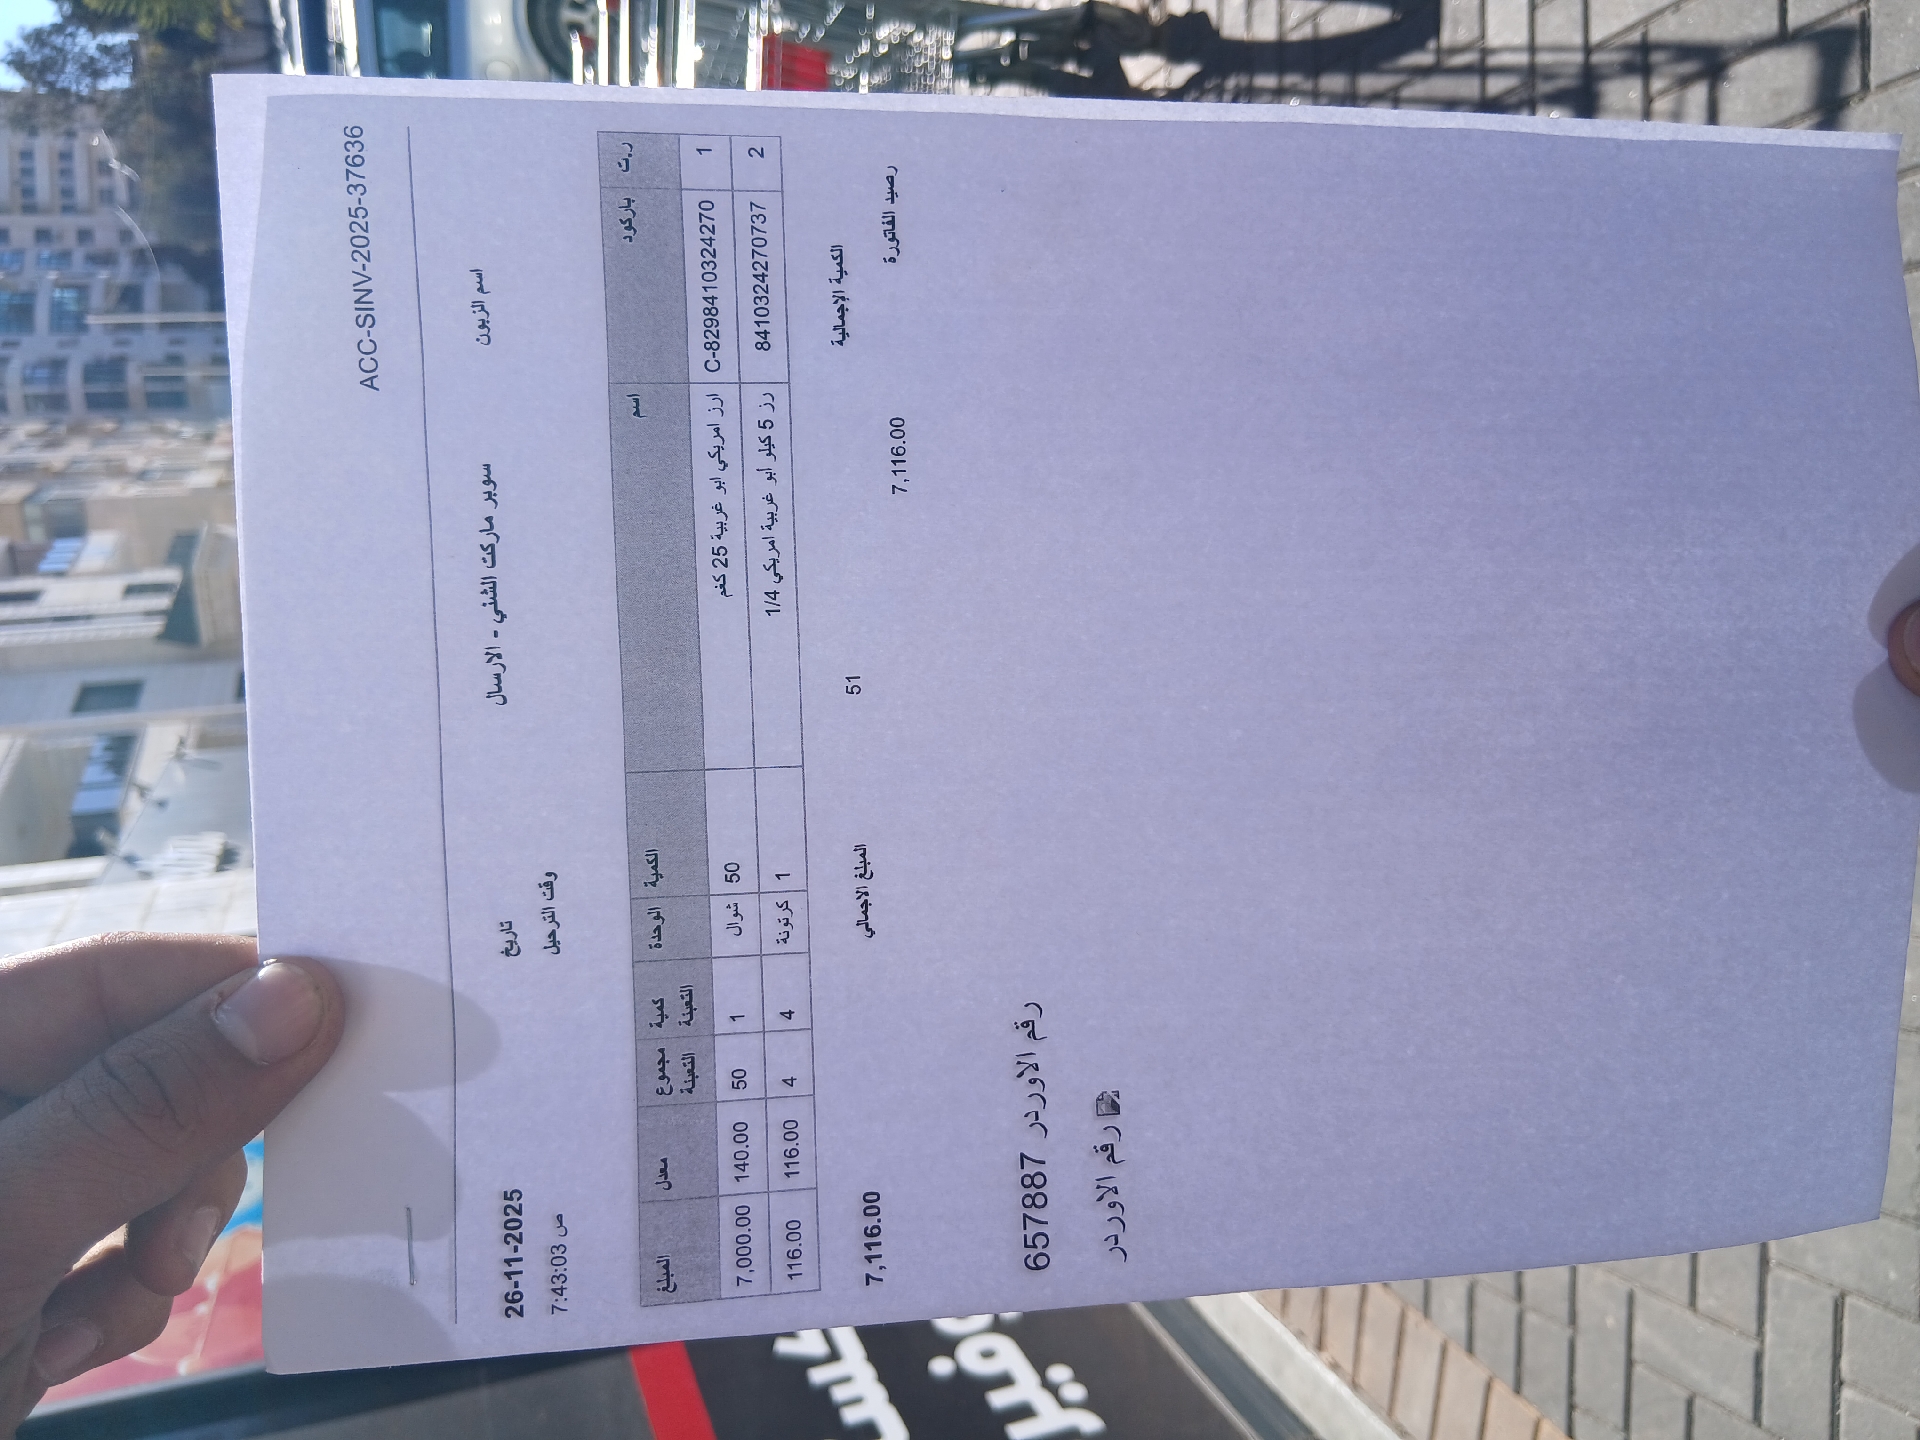 ACC-SINV-2025-37636
اسم الزبون سوبر ماركت الشني - الارسال تاريخ 26-11-2025
وقت الترحيل 7:43:03 ص
ر.ت باركود اسم الكمية الوحدة كمية التعبئة مجموع التعبئة معدل المبلغ
1 C-8298410324270 ارز امريكي ابو غريبة 25 كغم 50 شوال 1 50 140.00 7,000.00
2 8410324270737 رز 5 كيلو ابو غريبة امريكي 1/4 1 كرتونة 4 4 116.00 116.00
الكمية الإجمالية 51 المبلغ الاجمالي 7,116.00
رصيد الفاتورة 7,116.00
رقم الاوردر 657887
رقم الاوردر